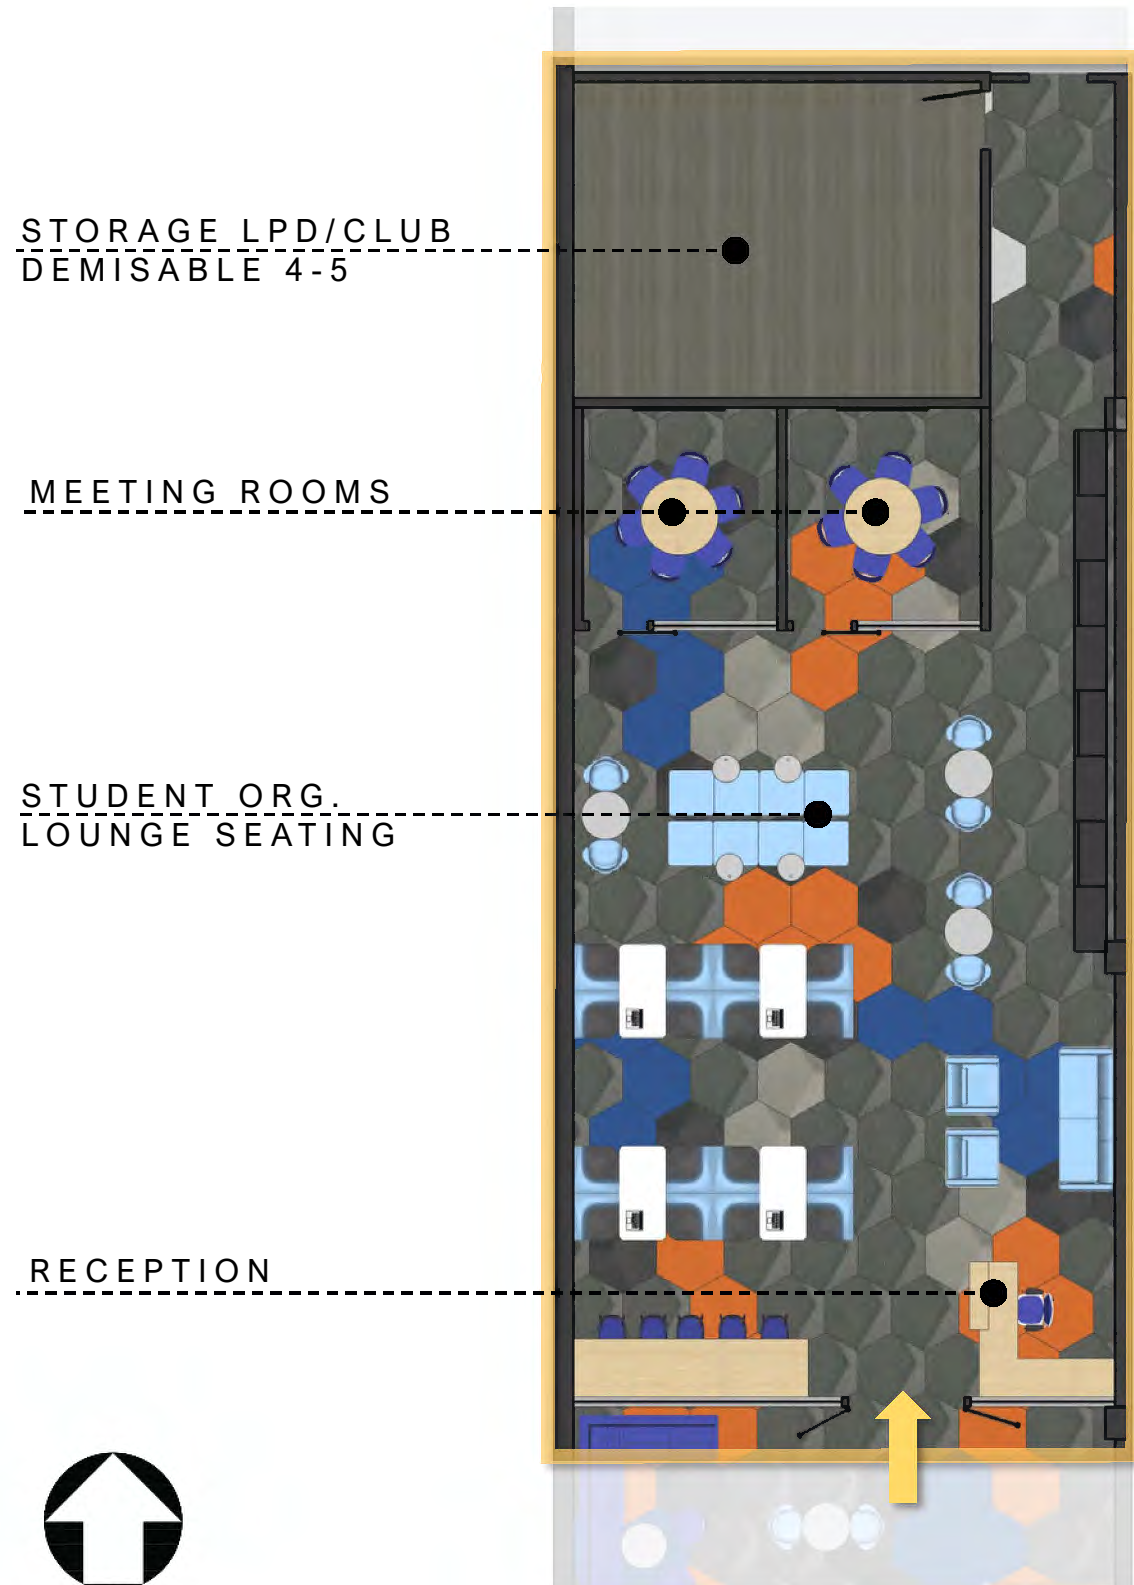 STORAGE LPD/CLUB
DEMISABLE 4-5
MEETING ROOMS
STUDENT ORG.
LOUNGE SEATING
RECEPTION